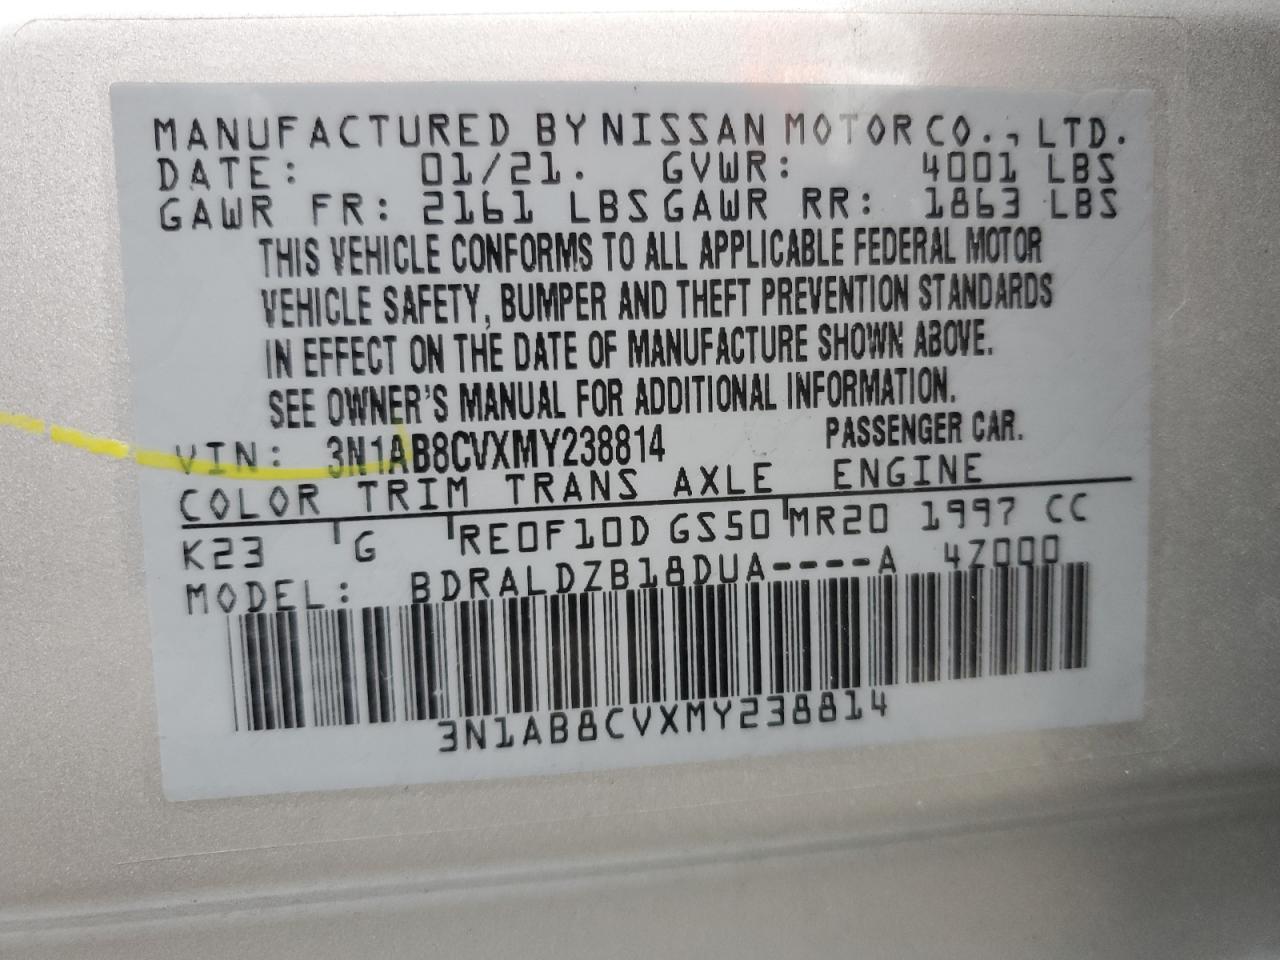 MANUFACTURED BY NISSAN MOTOR CO., LTD.
DATE: 01/21. GVWR: 4001 LBS
GAWR FR: 2161 LBS GAWR RR: 1863 LBS
THIS VEHICLE CONFORMS TO ALL APPLICABLE FEDERAL MOTOR
VEHICLE SAFETY, BUMPER AND THEFT PREVENTION STANDARDS
IN EFFECT ON THE DATE OF MANUFACTURE SHOWN ABOVE.
SEE OWNER'S MANUAL FOR ADDITIONAL INFORMATION.
VIN: 3N1AB8CVXMY238814 PASSENGER CAR.
COLOR TRIM TRANS AXLE ENGINE
K23 G RE0F10D GS50 MR20 1997 CC
MODEL: BDRALDZB18DUA----A 4Z000
3N1AB8CVXMY238814